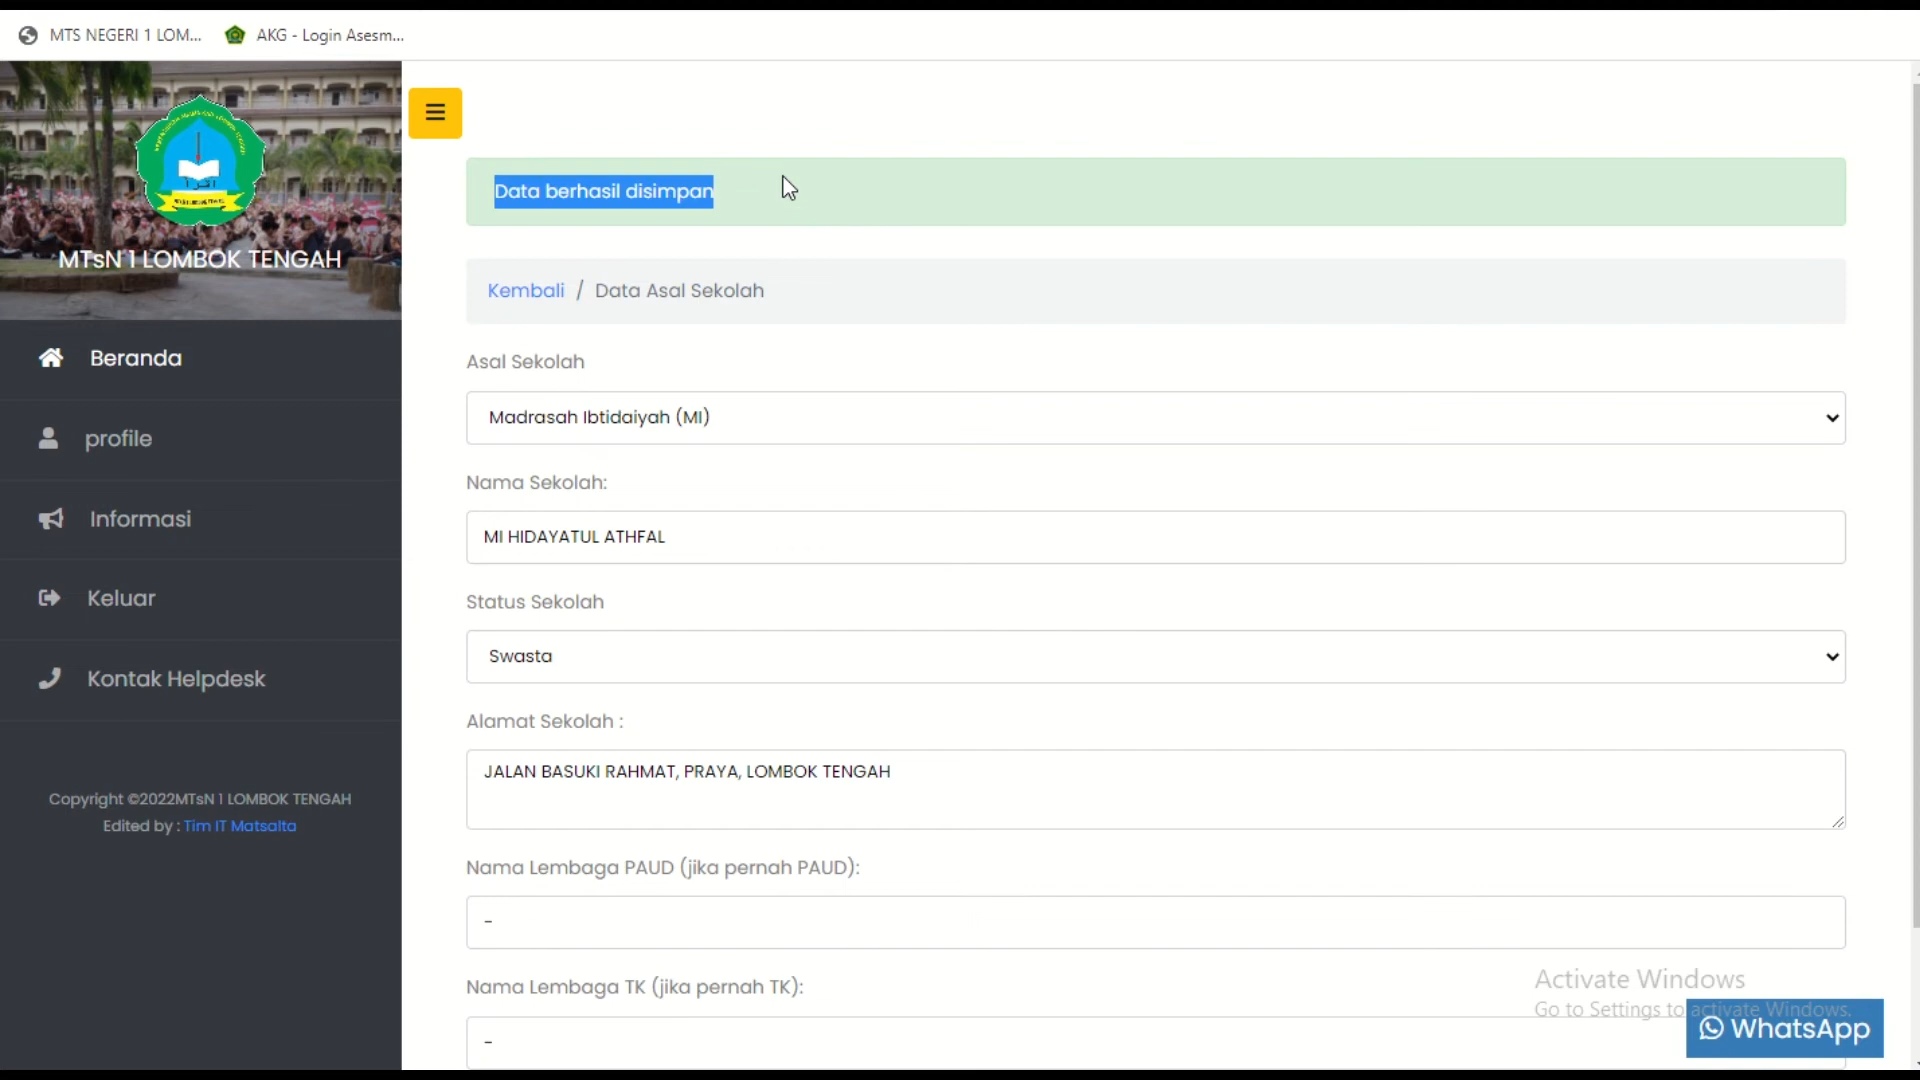 MTS NEGERI 1 LOM...
AKG - Login Asesm...
MTsN 1 LOMBOK TENGAH
Beranda
profile
Informasi
Keluar
Kontak Helpdesk
Copyright ©2022MTsN 1 LOMBOK TENGAH
Edited by : Tim IT Matsalta
Data berhasil disimpan
Kembali / Data Asal Sekolah
Asal Sekolah
Madrasah Ibtidaiyah (MI)
Nama Sekolah:
MI HIDAYATUL ATHFAL
Status Sekolah
Swasta
Alamat Sekolah :
JALAN BASUKI RAHMAT, PRAYA, LOMBOK TENGAH
Nama Lembaga PAUD (jika pernah PAUD):
-
Nama Lembaga TK (jika pernah TK):
-
Activate Windows
Go to Settings to activate Windows.
WhatsApp